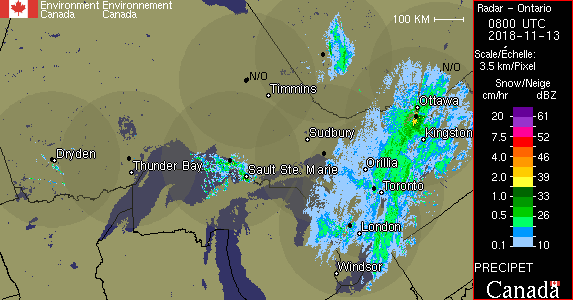 Environment Environnement
Canada Canada
100 KM
N/O
Timmins
N/O
Ottawa
Sudbury
Kingston
Dryden
Thunder Bay
Sault Ste. Marie
Orillia
Toronto
London
Windsor
Radar - Ontario
0800 UTC
2018-11-13
Scale/Échelle:
3.5 km/Pixel
Snow/Neige
cm/hr dBZ
20 61
7.5 52
4.0 46
2.0 39
1.0 33
0.5 26
0.1 10
PRECIPET
Canada